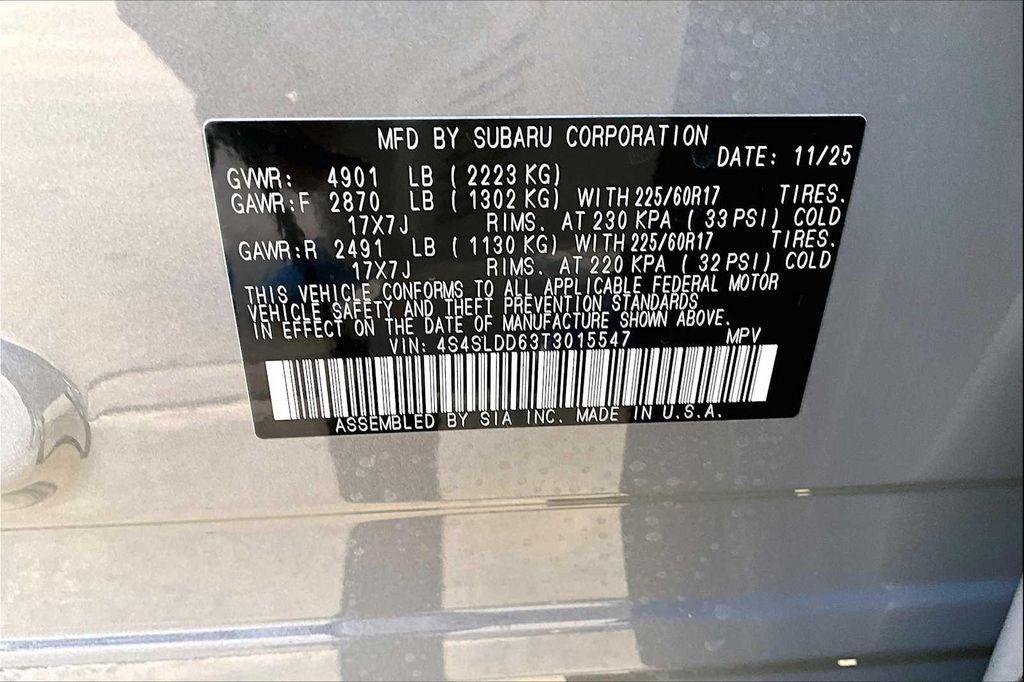 MFD BY SUBARU CORPORATION
DATE: 11/25
GVWR: 4901 LB ( 2223 KG)
GAWR:F 2870 LB ( 1302 KG) WITH 225/60R17 TIRES.
17X7J RIMS. AT 230 KPA ( 33 PSI) COLD
GAWR:R 2491 LB ( 1130 KG) WITH 225/60R17 TIRES.
17X7J RIMS. AT 220 KPA ( 32 PSI) COLD
THIS VEHICLE CONFORMS TO ALL APPLICABLE FEDERAL MOTOR
VEHICLE SAFETY AND THEFT PREVENTION STANDARDS
IN EFFECT ON THE DATE OF MANUFACTURE SHOWN ABOVE.
VIN: 4S4SLDD63T3015547 MPV
ASSEMBLED BY SIA INC. MADE IN U.S.A.